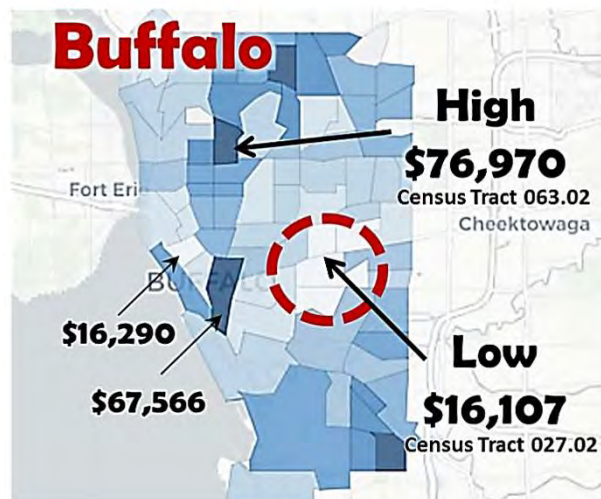 Buffalo
High
$76,970
Census Tract 063.02
Fort Erie
Cheektowaga
BUFFALO
$16,290
$67,566
Low
$16,107
Census Tract 027.02